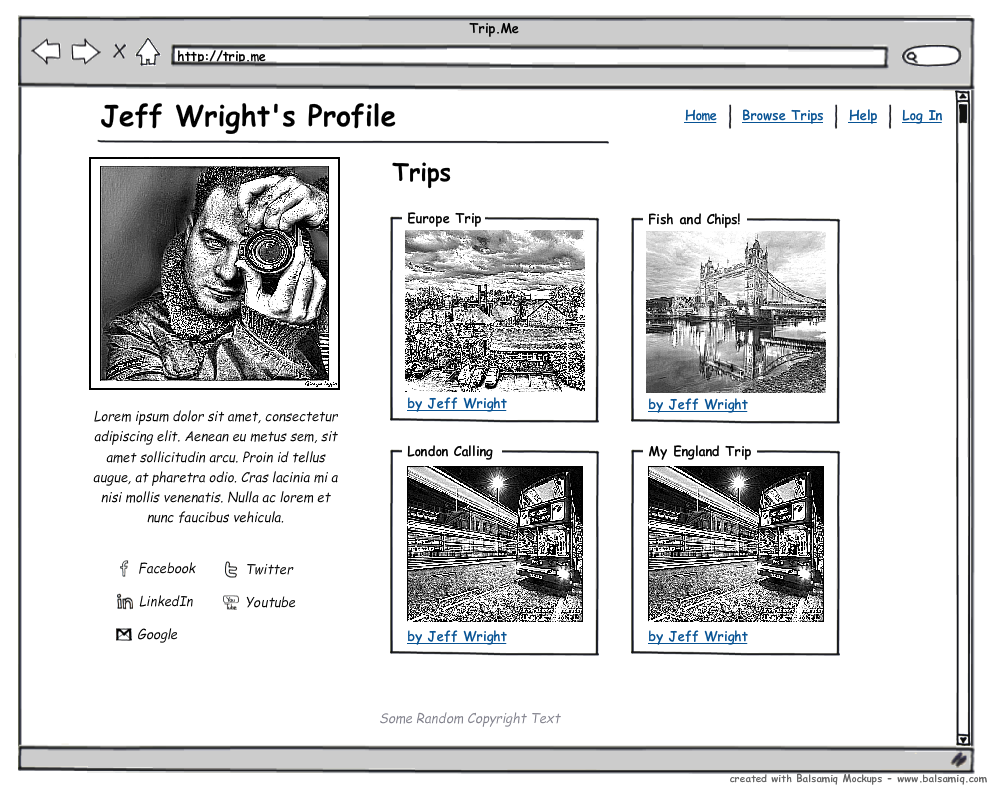 Trip.Me
http://trip.me
Jeff Wright's Profile
Home
Browse Trips
Help
Log In
Trips
Europe Trip
by Jeff Wright
Fish and Chips!
by Jeff Wright
London Calling
by Jeff Wright
My England Trip
by Jeff Wright
Lorem ipsum dolor sit amet, consectetur
adipiscing elit. Aenean eu metus sem, sit
amet sollicitudin arcu. Proin id tellus
augue, at pharetra odio. Cras lacinia mi a
nisi mollis venenatis. Nulla ac lorem et
nunc faucibus vehicula.
Facebook
Twitter
LinkedIn
Youtube
Google
Some Random Copyright Text
created with Balsamiq Mockups - www.balsamiq.com